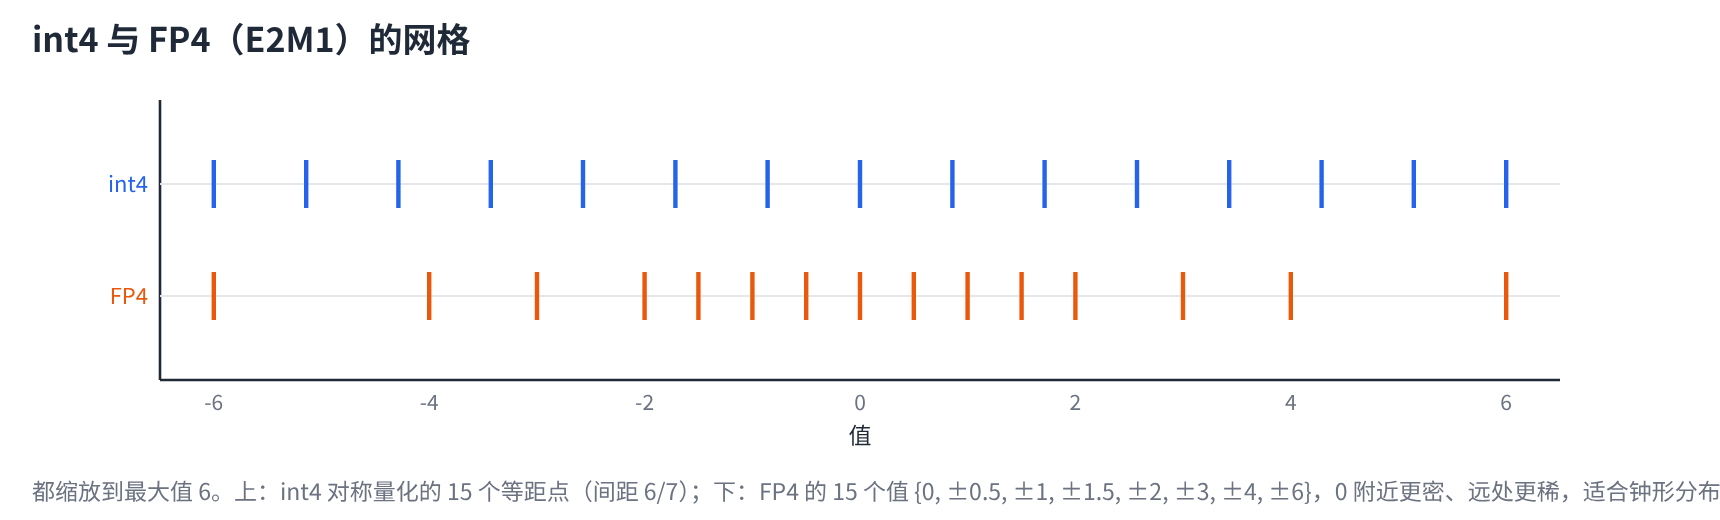 int4 与 FP4（E2M1）的网格
int4
FP4
-6 -4 -2 0 2 4 6
值
都缩放到最大值 6。上：int4 对称量化的 15 个等距点（间距 6/7）；下：FP4 的 15 个值 {0, ±0.5, ±1, ±1.5, ±2, ±3, ±4, ±6}，0 附近更密、远处更稀，适合钟形分布